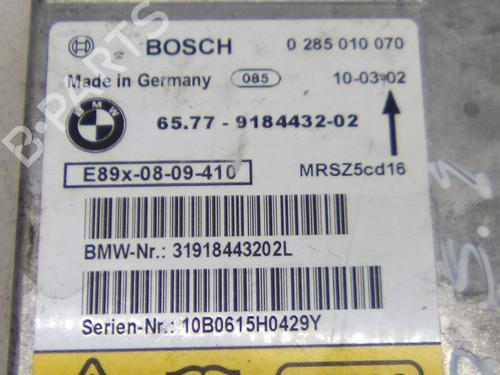 BOSCH 0 285 010 070
Made in Germany 085 10-03-02
BMW
65.77 - 9184432-02
E89x-08-09-410 MRSZ5cd16
BMW-Nr.: 31918443202L
Serien-Nr.: 10B0615H0429Y
B-PARTS